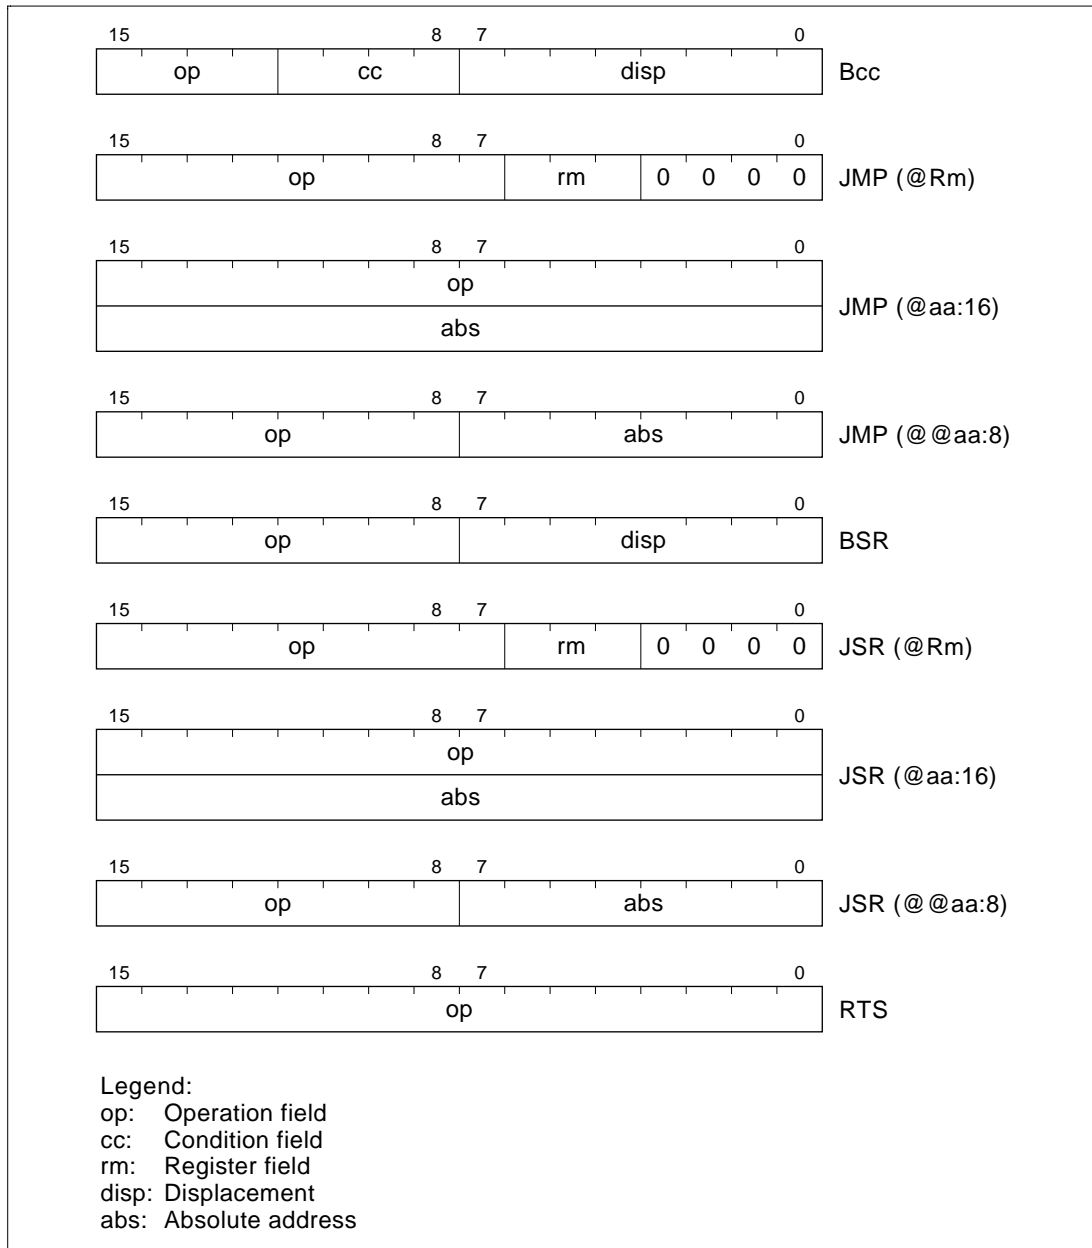 15 8 7 0
op cc disp Bcc
15 8 7 0
op rm 0 0 0 0 JMP (@Rm)
15 8 7 0
op
JMP (@aa:16)
abs
15 8 7 0
op abs JMP (@@aa:8)
15 8 7 0
op disp BSR
15 8 7 0
op rm 0 0 0 0 JSR (@Rm)
15 8 7 0
op
JSR (@aa:16)
abs
15 8 7 0
op abs JSR (@@aa:8)
15 8 7 0
op RTS
Legend:
op: Operation field
cc: Condition field
rm: Register field
disp: Displacement
abs: Absolute address